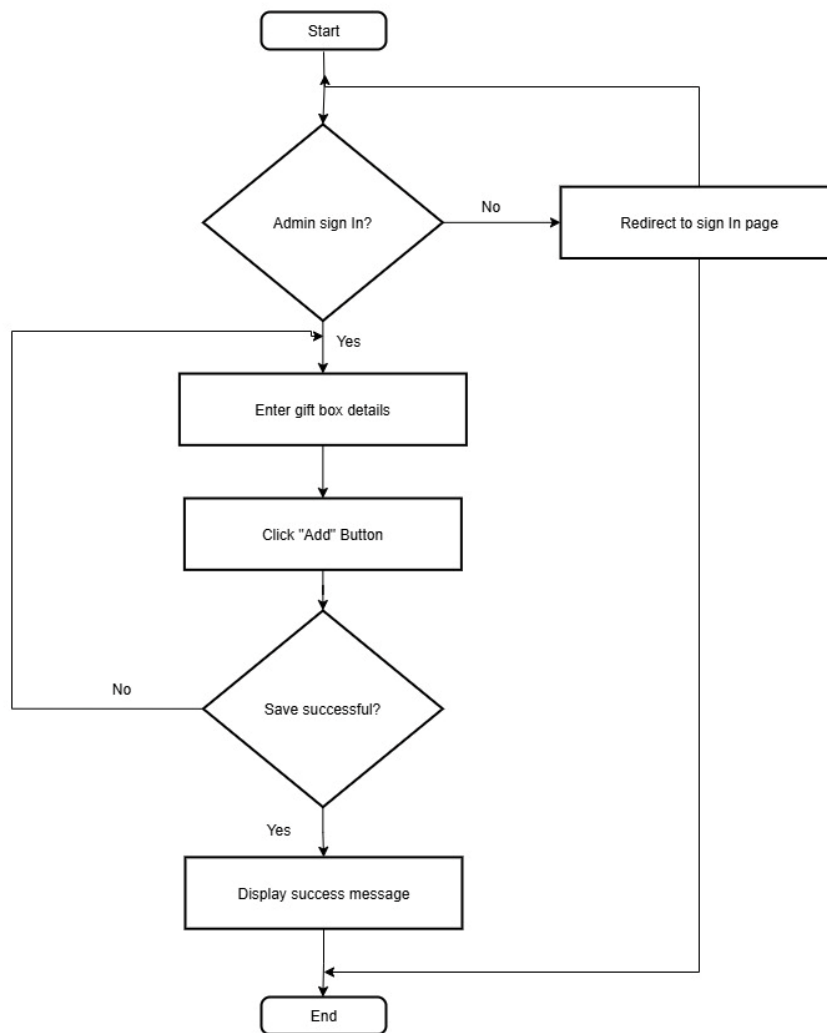 Start
Admin sign In?
No
Redirect to sign In page
Yes
Enter gift box details
Click "Add" Button
No
Save successful?
Yes
Display success message
End